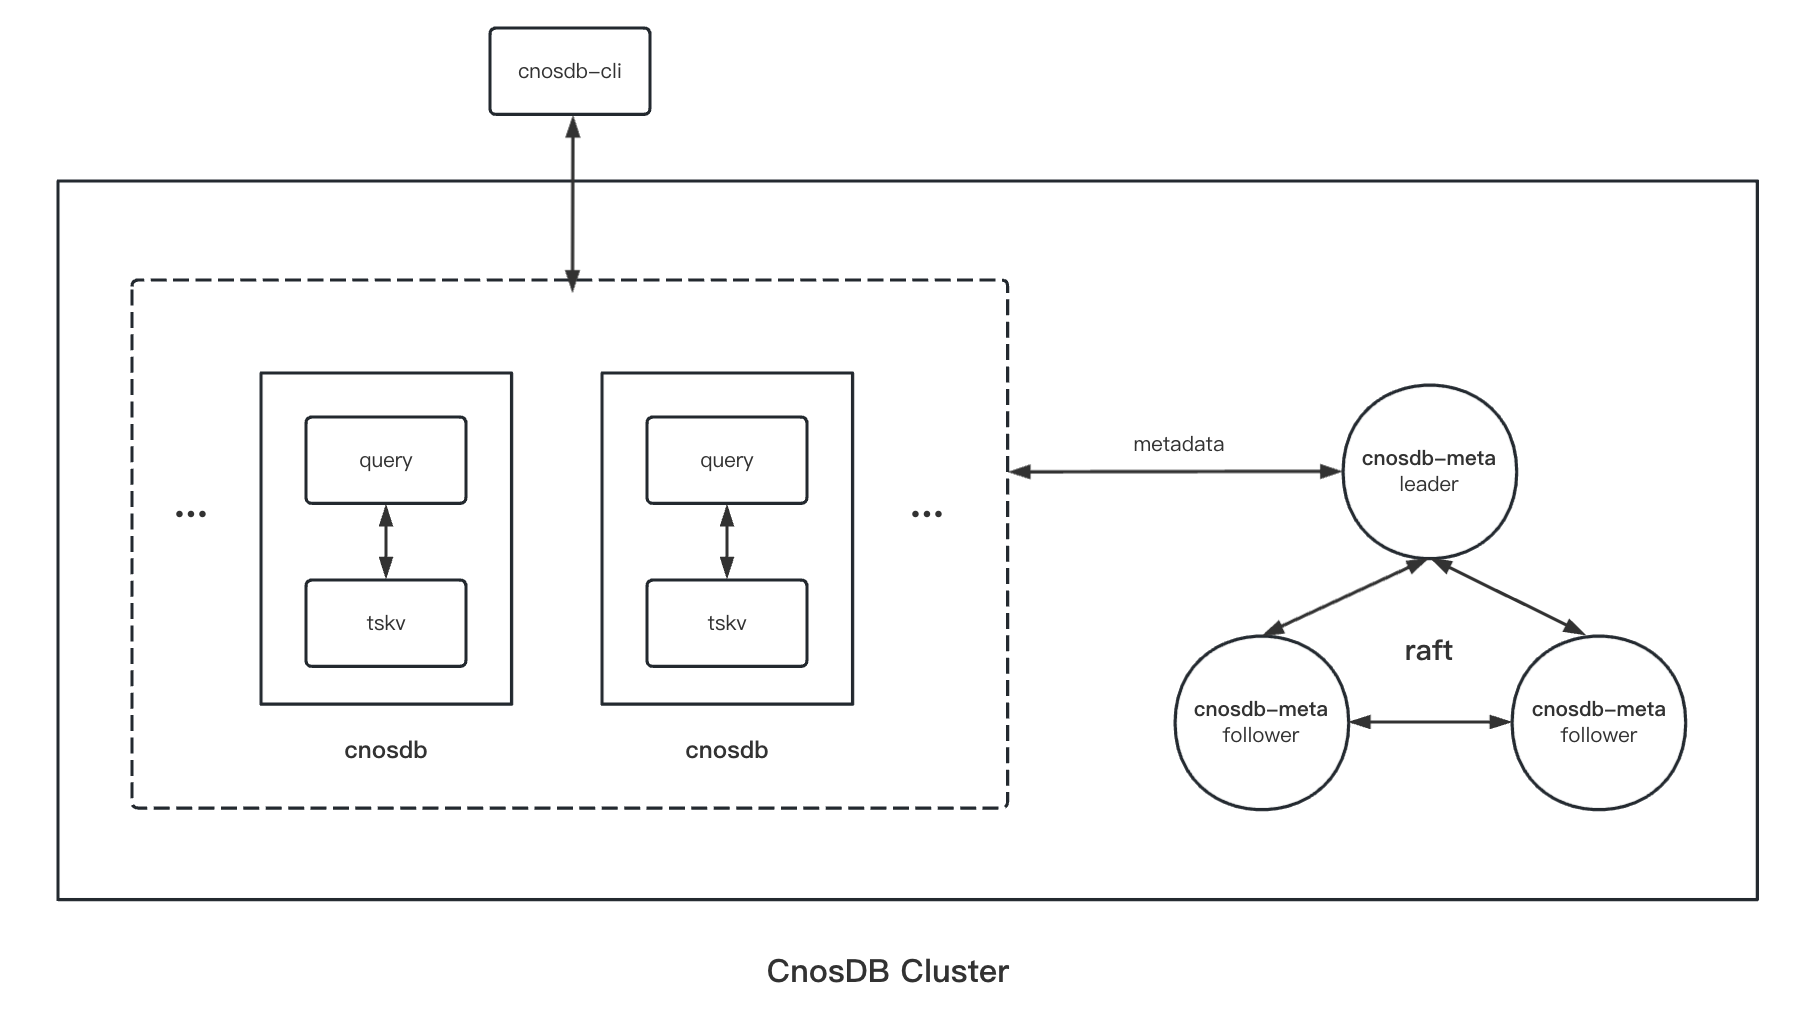 cnosdb–cli
query
query
metadata
cnosdb–meta
leader
...
...
tskv
tskv
raft
cnosdb–meta
follower
cnosdb–meta
follower
cnosdb
cnosdb
CnosDB Cluster